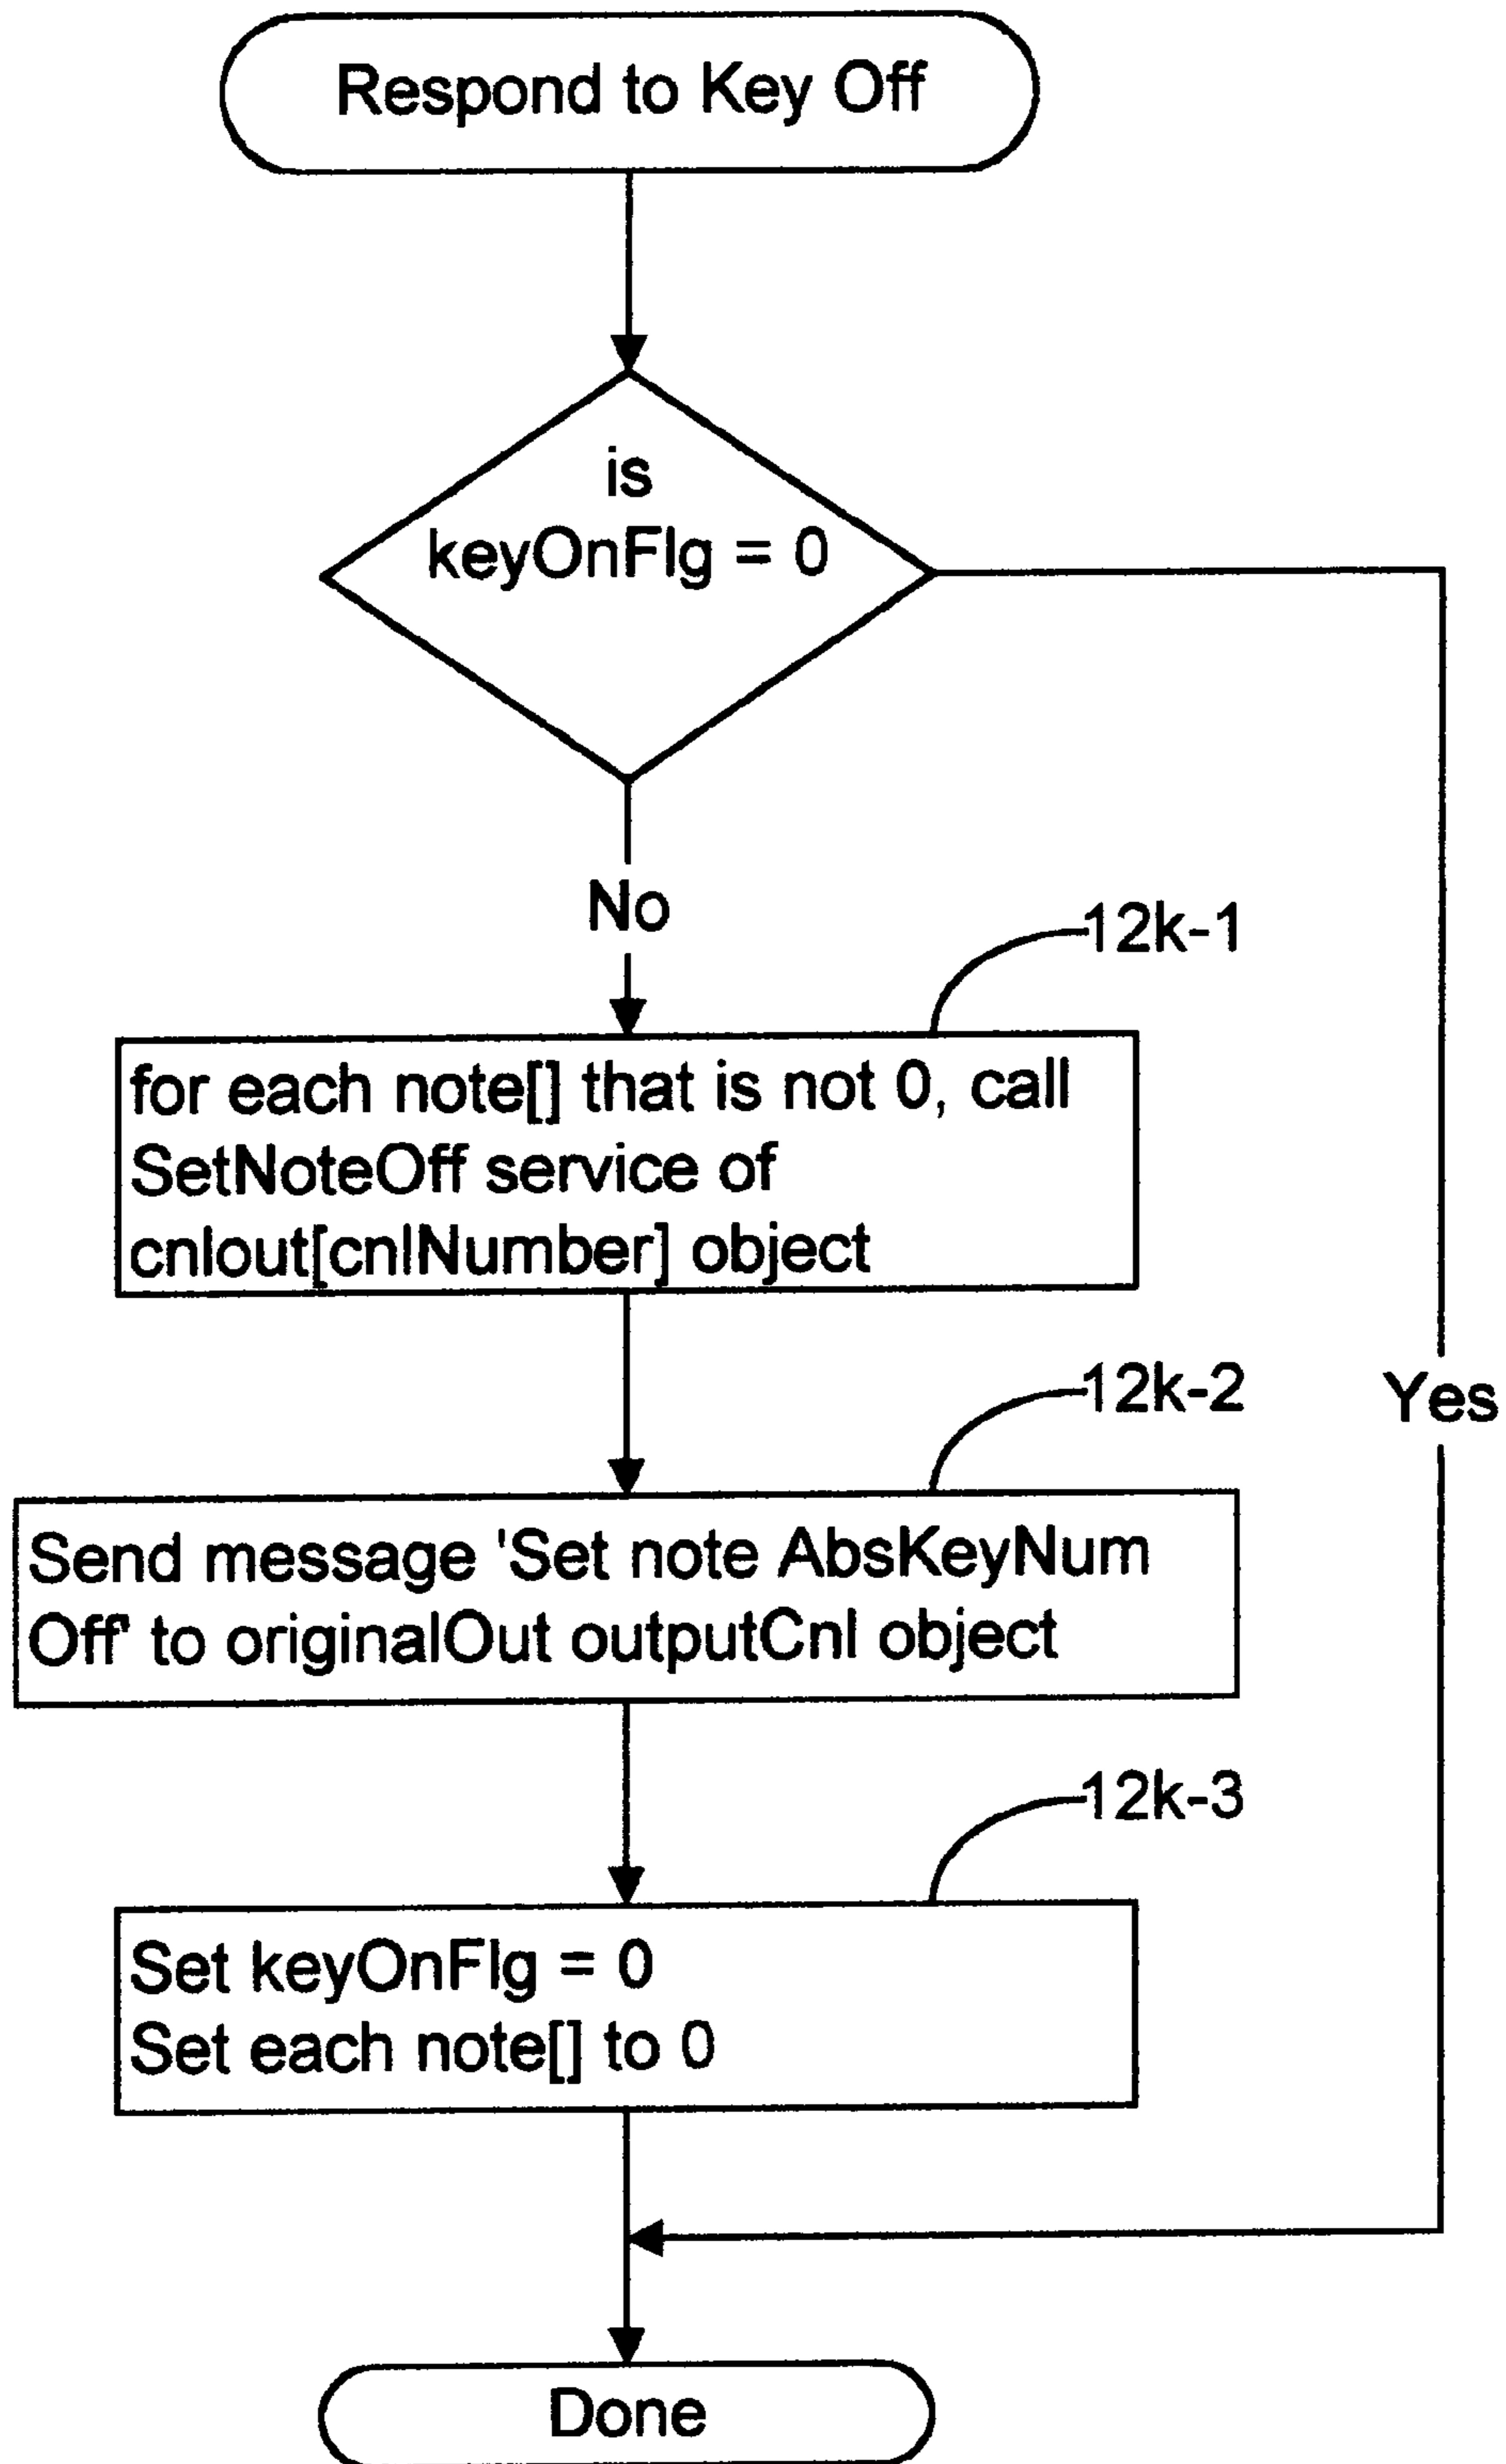 Respond to Key Off
is
keyOnFlg = 0
No
12k-1
for each note[] that is not 0, call
SetNoteOff service of
cnlout[cnlNumber] object
12k-2
Yes
Send message 'Set note AbsKeyNum
Off' to originalOut outputCnl object
12k-3
Set keyOnFlg = 0
Set each note[] to 0
Done